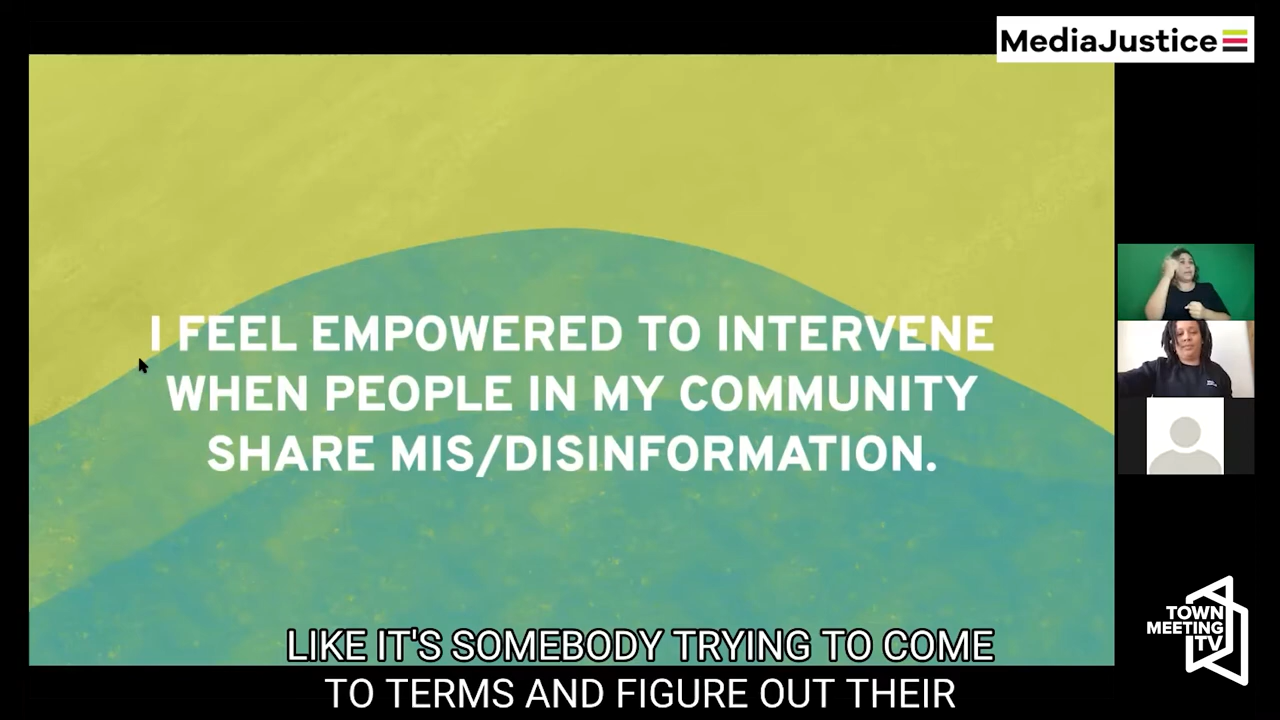 MediaJustice
I FEEL EMPOWERED TO INTERVENE
WHEN PEOPLE IN MY COMMUNITY
SHARE MIS/DISINFORMATION.
TOWN
MEETING
TV
LIKE IT'S SOMEBODY TRYING TO COME
TO TERMS AND FIGURE OUT THEIR